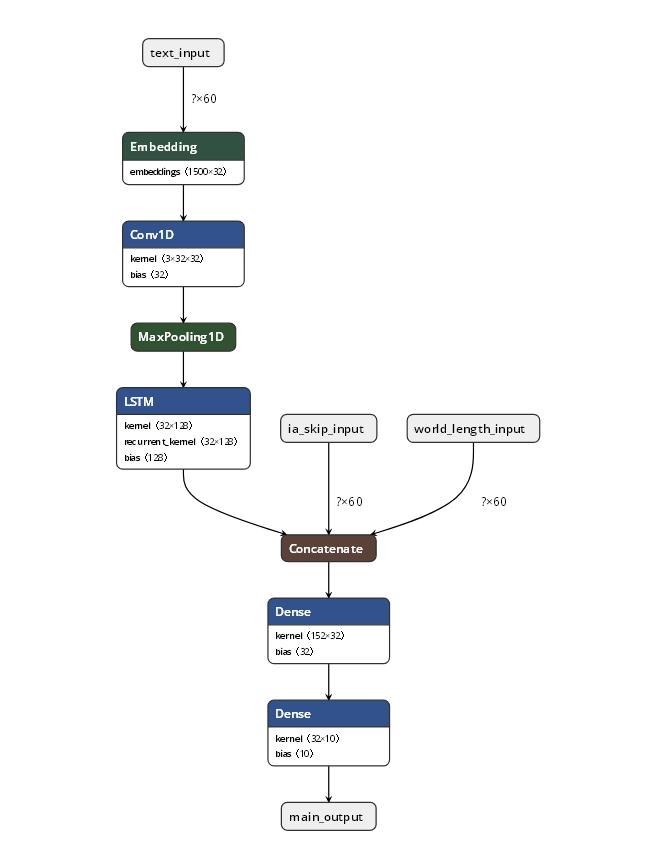 text_input
?×60
Embedding
embeddings ⟨1500×32⟩
Conv1D
kernel ⟨3×32×32⟩
bias ⟨32⟩
MaxPooling1D
LSTM
kernel ⟨32×128⟩
recurrent_kernel ⟨32×128⟩
bias ⟨128⟩
ia_skip_input
world_length_input
?×60
?×60
Concatenate
Dense
kernel ⟨152×32⟩
bias ⟨32⟩
Dense
kernel ⟨32×10⟩
bias ⟨10⟩
main_output